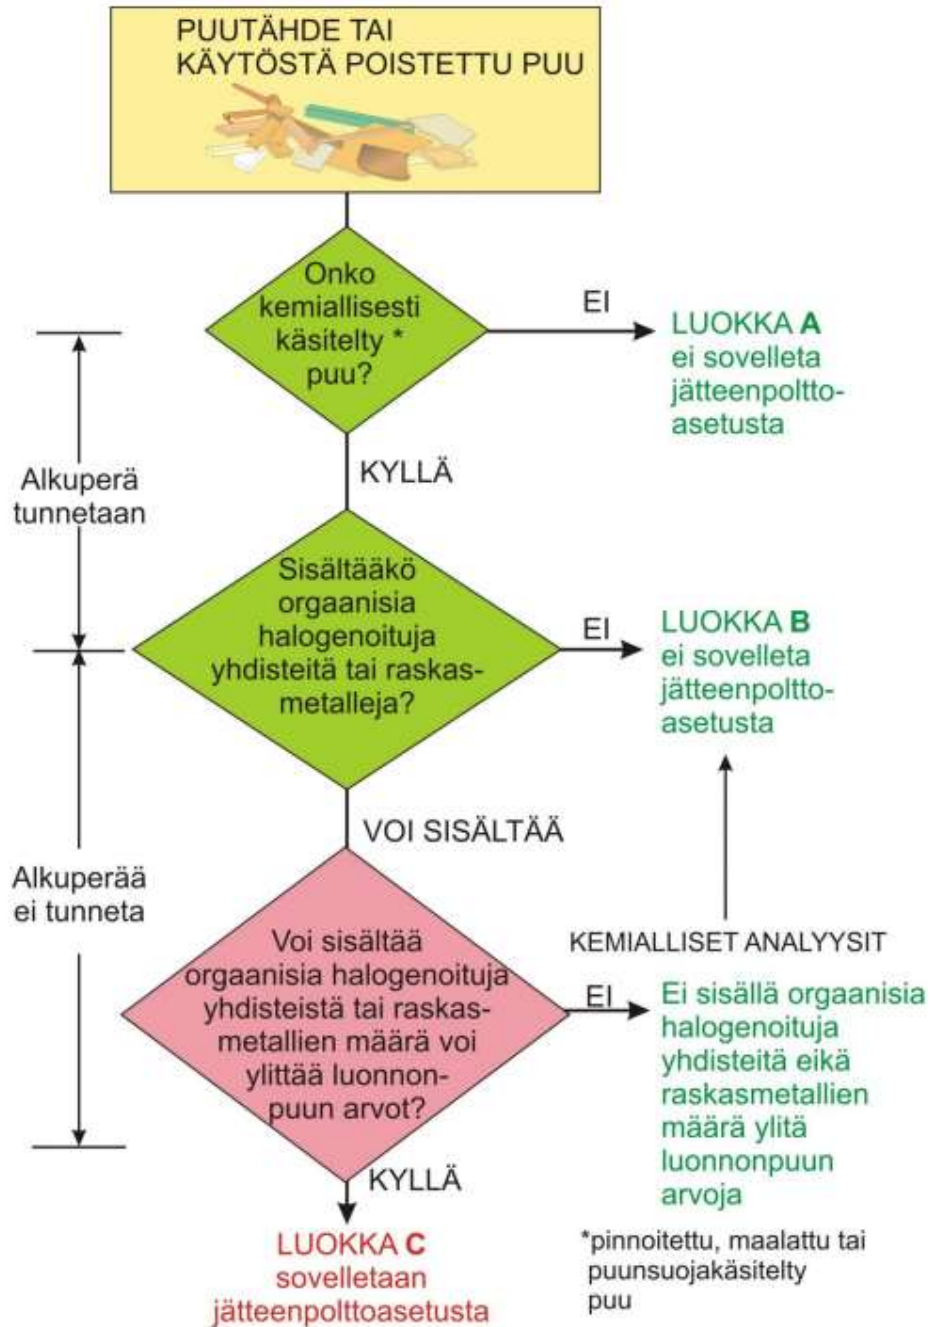 PUUTÄHDE TAI
KÄYTÖSTÄ POISTETTU PUU
Onko
kemiallisesti
käsitelty *
puu?
EI
LUOKKA A
ei sovelleta
jätteenpoltto-
asetusta
Alkuperä
tunnetaan
KYLLÄ
Sisältääkö
orgaanisia
halogenoituja
yhdisteitä tai raskas-
metalleja?
EI
LUOKKA B
ei sovelleta
jätteenpoltto-
asetusta
VOI SISÄLTÄÄ
Alkuperää
ei tunneta
Voi sisältää
orgaanisia halogenoituja
yhdisteistä tai raskas-
metallien määrä voi
ylittää luonnon-
puun arvot?
EI
KEMIALLISET ANALYYSIT
Ei sisällä orgaanisia
halogenoituja
yhdisteitä eikä
raskasmetallien
määrä ylitä
luonnonpuun
arvoja
KYLLÄ
LUOKKA C
sovelletaan
jätteenpolttoasetusta
*pinnoitettu, maalattu tai
puunsuojakäsitelty
puu